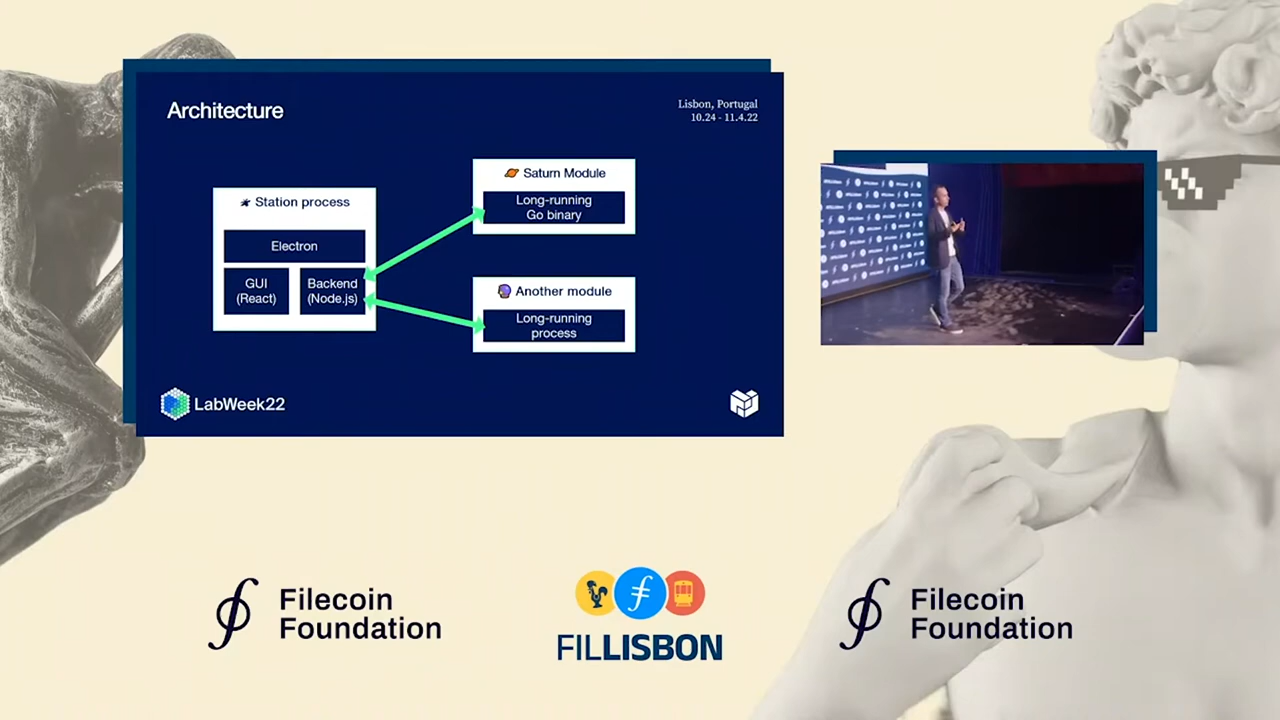 Architecture
Lisbon, Portugal
10.24 - 11.4.22
Station process
Electron
GUI
(React)
Backend
(Node.js)
Saturn Module
Long-running
Go binary
Another module
Long-running
process
LabWeek22
Filecoin
Foundation
FILLISBON
Filecoin
Foundation